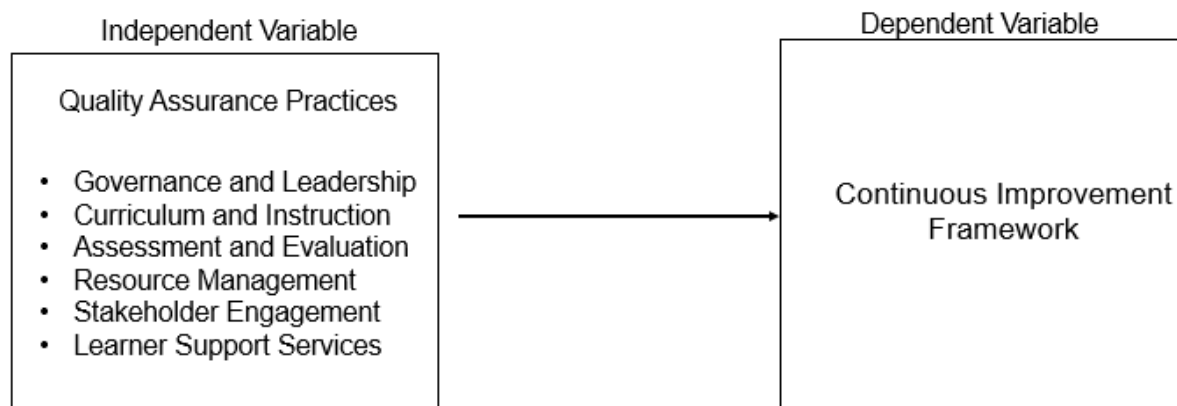 Independent Variable
Quality Assurance Practices
• Governance and Leadership
• Curriculum and Instruction
• Assessment and Evaluation
• Resource Management
• Stakeholder Engagement
• Learner Support Services
Dependent Variable
Continuous Improvement
Framework